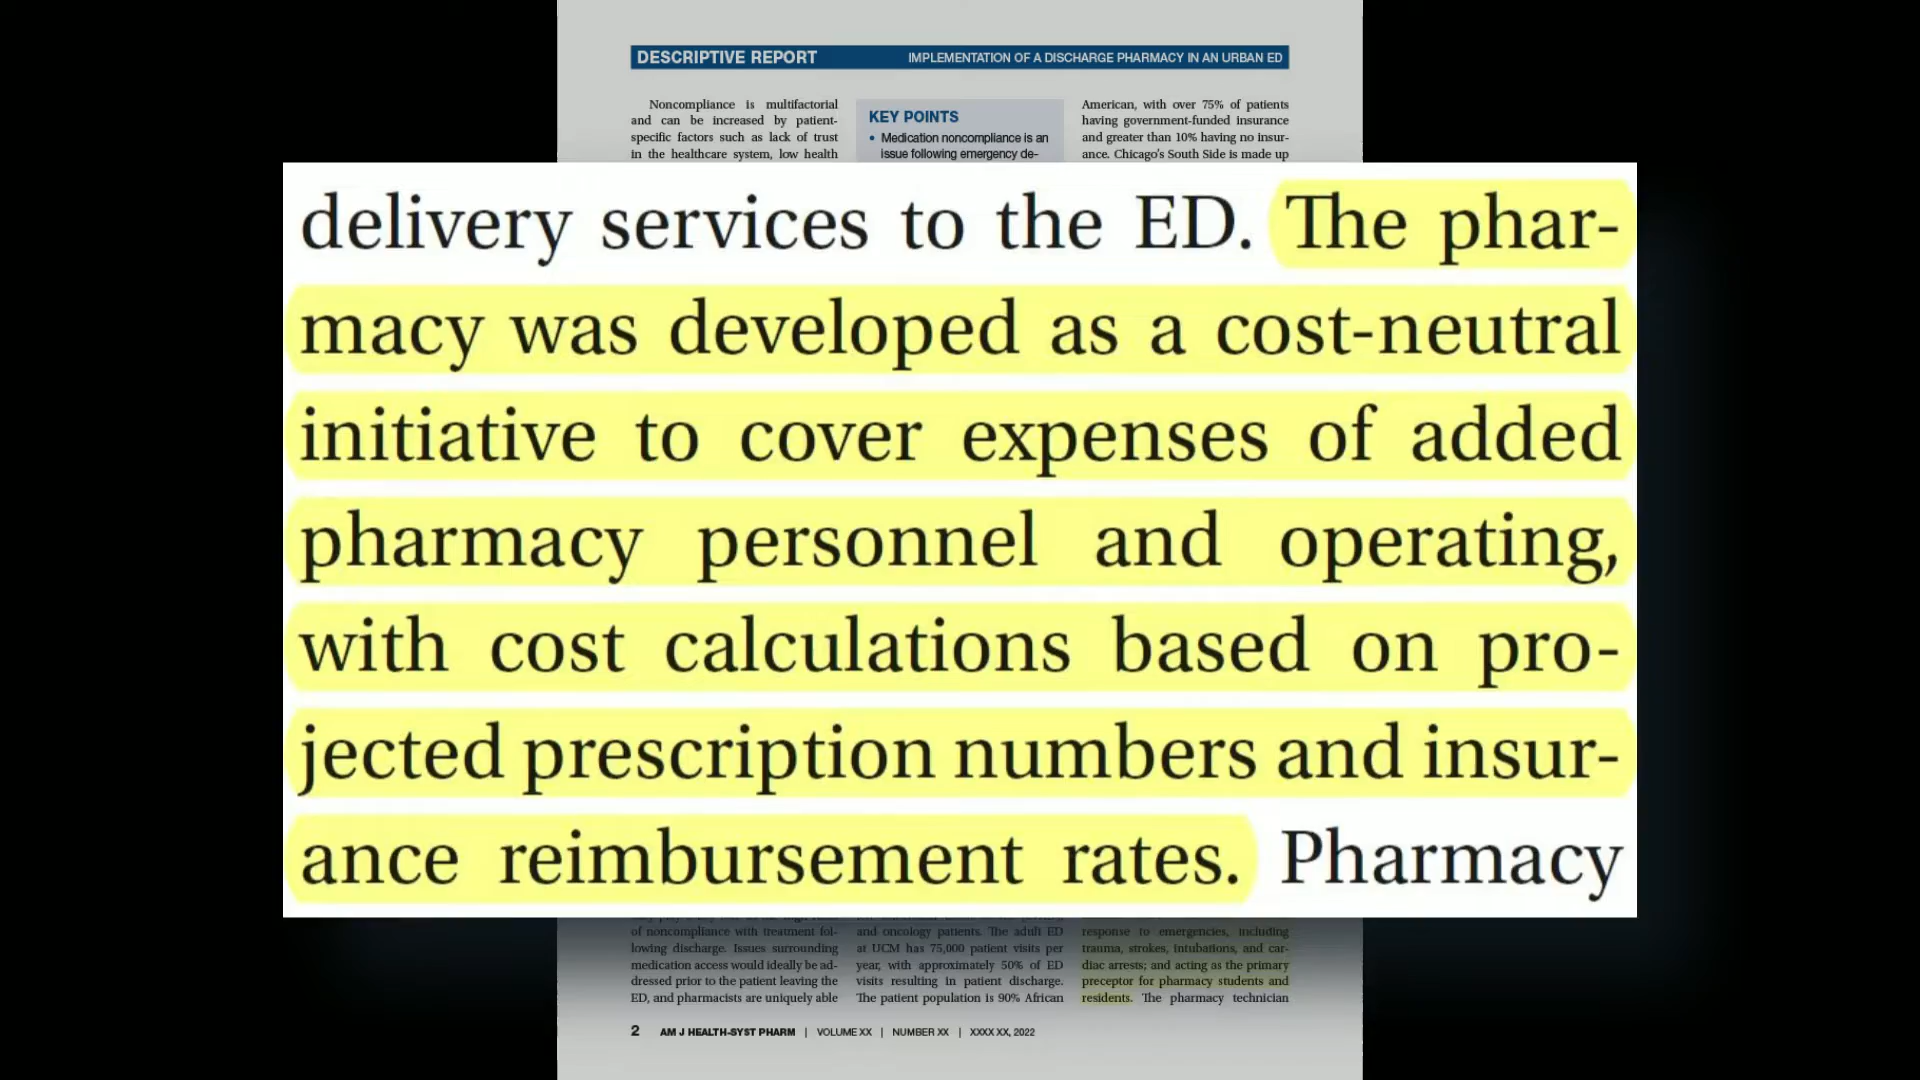 DESCRIPTIVE REPORT
IMPLEMENTATION OF A DISCHARGE PHARMACY IN AN URBAN ED
Noncompliance is multifactorial
and can be increased by patient-
specific factors such as lack of trust
in the healthcare system, low health
KEY POINTS
• Medication noncompliance is an
issue following emergency de-
American, with over 75% of patients
having government-funded insurance
and greater than 10% having no insur-
ance. Chicago's South Side is made up
delivery services to the ED. The phar-
macy was developed as a cost-neutral
initiative to cover expenses of added
pharmacy personnel and operating,
with cost calculations based on pro-
jected prescription numbers and insur-
ance reimbursement rates. Pharmacy
of noncompliance with treatment fol-
lowing discharge. Issues surrounding
medication access would ideally be ad-
dressed prior to the patient leaving the
ED, and pharmacists are uniquely able
and oncology patients. The adult ED
at UCM has 75,000 patient visits per
year, with approximately 50% of ED
visits resulting in patient discharge.
The patient population is 90% African
response to emergencies, including
trauma, strokes, intubations, and car-
diac arrests; and acting as the primary
preceptor for pharmacy students and
residents. The pharmacy technician
2 AM J HEALTH-SYST PHARM | VOLUME XX | NUMBER XX | XXXX XX, 2022